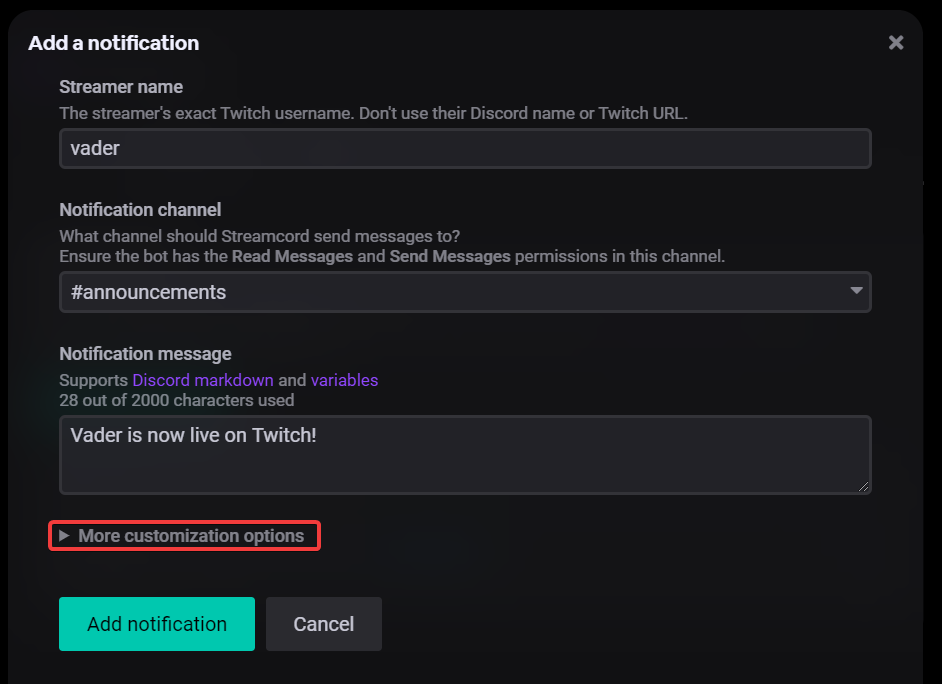 Add a notification
Streamer name
The streamer's exact Twitch username. Don't use their Discord name or Twitch URL.
vader
Notification channel
What channel should Streamcord send messages to?
Ensure the bot has the Read Messages and Send Messages permissions in this channel.
#announcements
Notification message
Supports Discord markdown and variables
28 out of 2000 characters used
Vader is now live on Twitch!
More customization options
Add notification
Cancel